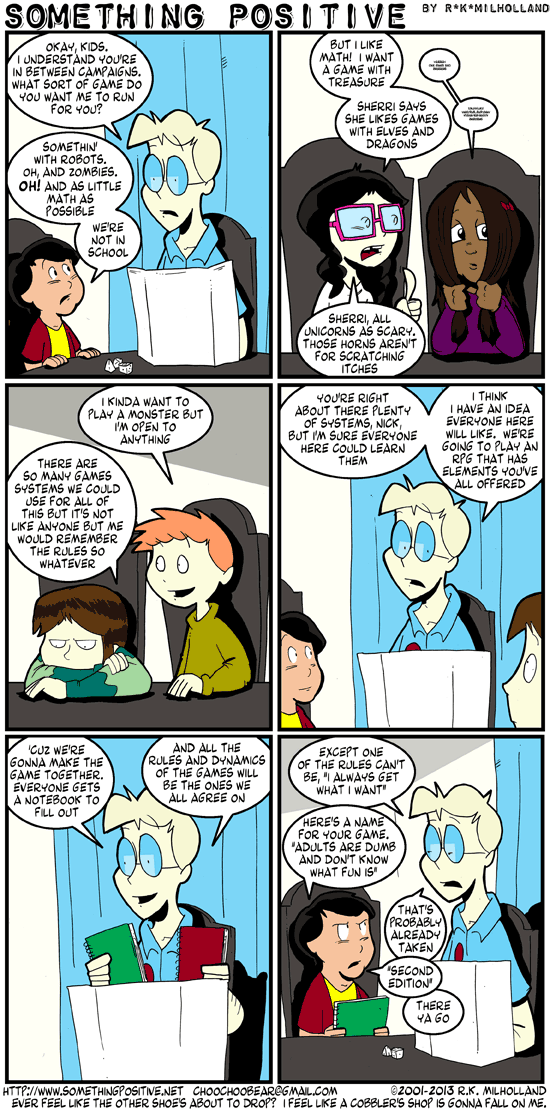 SOMETHING POSITIVE
BY R*K*MILHOLLAND
OKAY, KIDS.
I UNDERSTAND YOU'RE
IN BETWEEN CAMPAIGNS.
WHAT SORT OF GAME DO
YOU WANT ME TO RUN
FOR YOU?
SOMETHIN'
WITH ROBOTS.
OH, AND ZOMBIES.
OH! AND AS LITTLE
MATH AS
POSSIBLE
WE'RE
NOT IN
SCHOOL
BUT I LIKE
MATH! I WANT
A GAME WITH
TREASURE
SHERRI SAYS
SHE LIKES GAMES
WITH ELVES AND
DRAGONS
SHERRI, ALL
UNICORNS AS SCARY.
THOSE HORNS AREN'T
FOR SCRATCHING
ITCHES
I KINDA WANT TO
PLAY A MONSTER BUT
I'M OPEN TO
ANYTHING
THERE ARE
SO MANY GAMES
SYSTEMS WE COULD
USE FOR ALL OF
THIS BUT IT'S NOT
LIKE ANYONE BUT ME
WOULD REMEMBER
THE RULES SO
WHATEVER
YOU'RE RIGHT
ABOUT THERE PLENTY
OF SYSTEMS, NICK,
BUT I'M SURE EVERYONE
HERE COULD LEARN
THEM
I THINK
I HAVE AN IDEA
EVERYONE HERE
WILL LIKE. WE'RE
GOING TO PLAY AN
RPG THAT HAS
ELEMENTS YOU'VE
ALL OFFERED
'CUZ WE'RE
GONNA MAKE THE
GAME TOGETHER.
EVERYONE GETS
A NOTEBOOK TO
FILL OUT
AND ALL THE
RULES AND DYNAMICS
OF THE GAMES WILL
BE THE ONES WE
ALL AGREE ON
EXCEPT ONE
OF THE RULES CAN'T
BE, "I ALWAYS GET
WHAT I WANT"
HERE'S A NAME
FOR YOUR GAME.
"ADULTS ARE DUMB
AND DON'T KNOW
WHAT FUN IS"
THAT'S
PROBABLY
ALREADY
TAKEN
"SECOND
EDITION"
THERE
YA GO
HTTP://WWW.SOMETHINGPOSITIVE.NET CHOOCHOOBEAR@GMAIL.COM ©2001-2013 R.K. MILHOLLAND
EVER FEEL LIKE THE OTHER SHOE'S ABOUT TO DROP? I FEEL LIKE A COBBLER'S SHOP IS GONNA FALL ON ME.